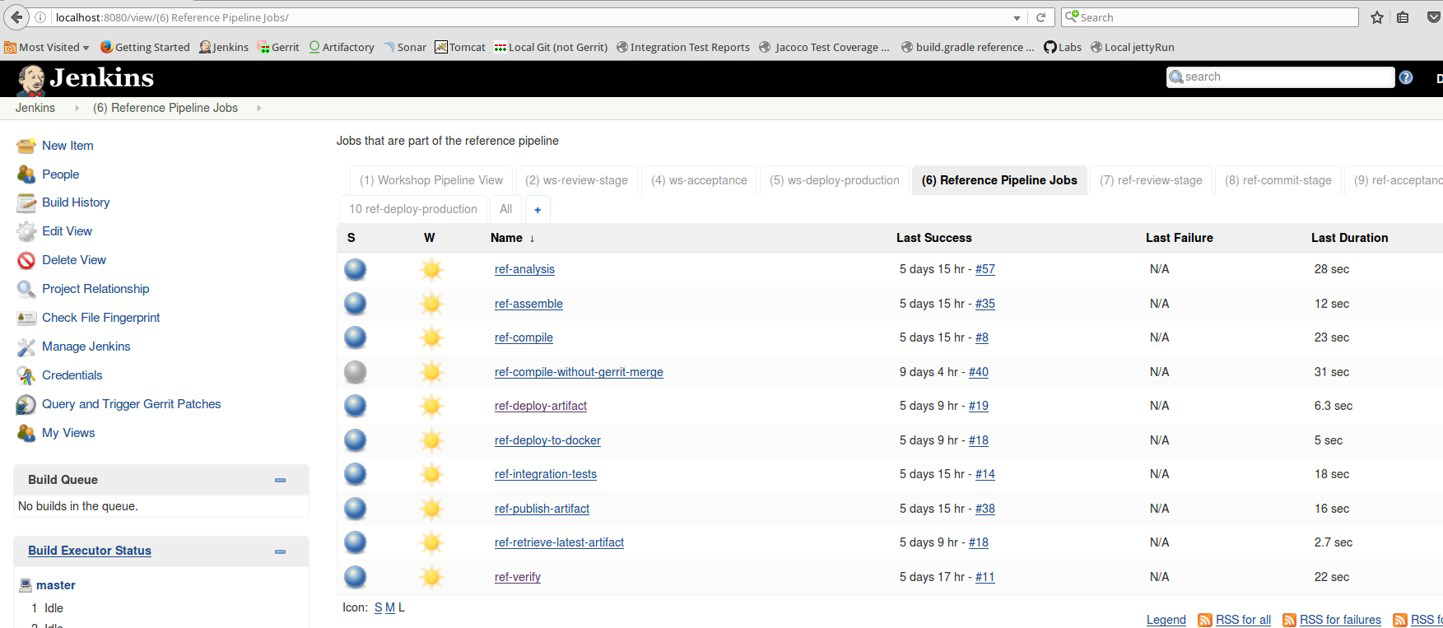 localhost:8080/view/(6) Reference Pipeline Jobs/
Search
Most Visited Getting Started Jenkins Gerrit Artifactory Sonar Tomcat Local Git (not Gerrit) Integration Test Reports Jacoco Test Coverage ... build.gradle reference ... Labs Local jettyRun
Jenkins
search
?
D
Jenkins (6) Reference Pipeline Jobs
New Item
People
Build History
Edit View
Delete View
Project Relationship
Check File Fingerprint
Manage Jenkins
Credentials
Query and Trigger Gerrit Patches
My Views
Build Queue
No builds in the queue.
Build Executor Status
master
1 Idle
2 Idle
Jobs that are part of the reference pipeline
(1) Workshop Pipeline View (2) ws-review-stage (4) ws-acceptance (5) ws-deploy-production (6) Reference Pipeline Jobs (7) ref-review-stage (8) ref-commit-stage (9) ref-acceptanc
10 ref-deploy-production All +
S W Name ↓ Last Success Last Failure Last Duration
ref-analysis 5 days 15 hr - #57 N/A 28 sec
ref-assemble 5 days 15 hr - #35 N/A 12 sec
ref-compile 5 days 15 hr - #8 N/A 23 sec
ref-compile-without-gerrit-merge 9 days 4 hr - #40 N/A 31 sec
ref-deploy-artifact 5 days 9 hr - #19 N/A 6.3 sec
ref-deploy-to-docker 5 days 9 hr - #18 N/A 5 sec
ref-integration-tests 5 days 15 hr - #14 N/A 18 sec
ref-publish-artifact 5 days 15 hr - #38 N/A 16 sec
ref-retrieve-latest-artifact 5 days 9 hr - #18 N/A 2.7 sec
ref-verify 5 days 17 hr - #11 N/A 22 sec
Icon: S M L
Legend RSS for all RSS for failures RSS fo